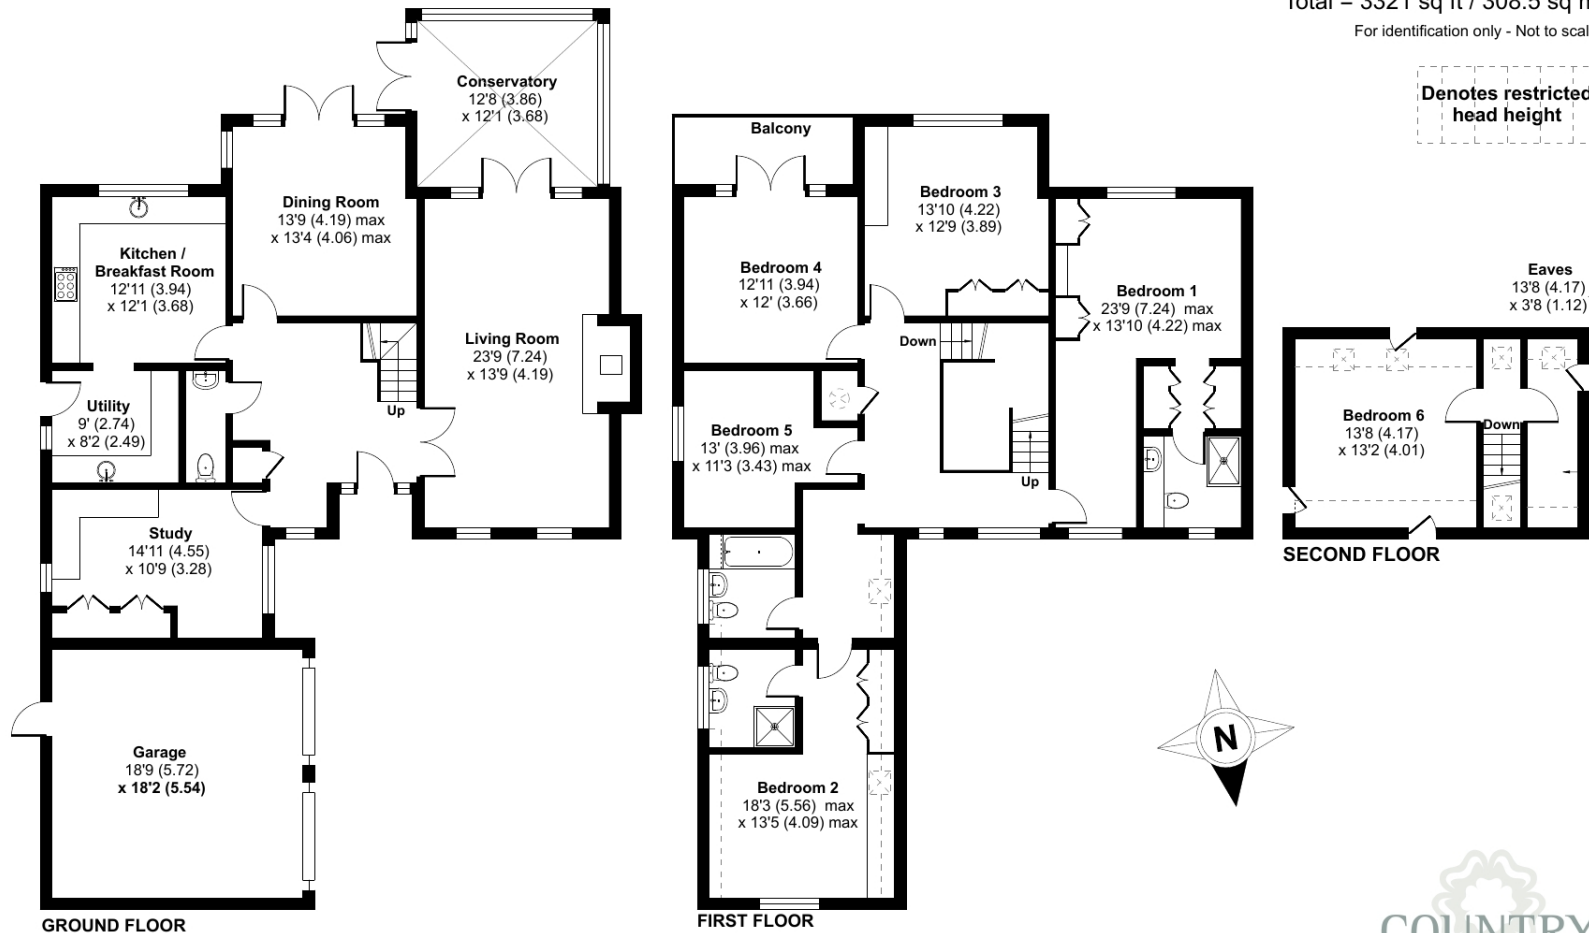 Total = 3321 sq ft / 308.5 sq m
For identification only - Not to scal
Denotes restricted
head height
Conservatory
12'8 (3.86)
x 12'1 (3.68)
Dining Room
13'9 (4.19) max
x 13'4 (4.06) max
Kitchen /
Breakfast Room
12'11 (3.94)
x 12'1 (3.68)
Living Room
23'9 (7.24)
x 13'9 (4.19)
Up
Utility
9' (2.74)
x 8'2 (2.49)
Study
14'11 (4.55)
x 10'9 (3.28)
Garage
18'9 (5.72)
x 18'2 (5.54)
GROUND FLOOR
Balcony
Bedroom 3
13'10 (4.22)
x 12'9 (3.89)
Bedroom 4
12'11 (3.94)
x 12' (3.66)
Bedroom 1
23'9 (7.24) max
x 13'10 (4.22) max
Down
Bedroom 5
13' (3.96) max
x 11'3 (3.43) max
Up
Bedroom 2
18'3 (5.56) max
x 13'5 (4.09) max
FIRST FLOOR
Eaves
13'8 (4.17)
x 3'8 (1.12)
Bedroom 6
13'8 (4.17)
x 13'2 (4.01)
Down
SECOND FLOOR
N
COUNTRY